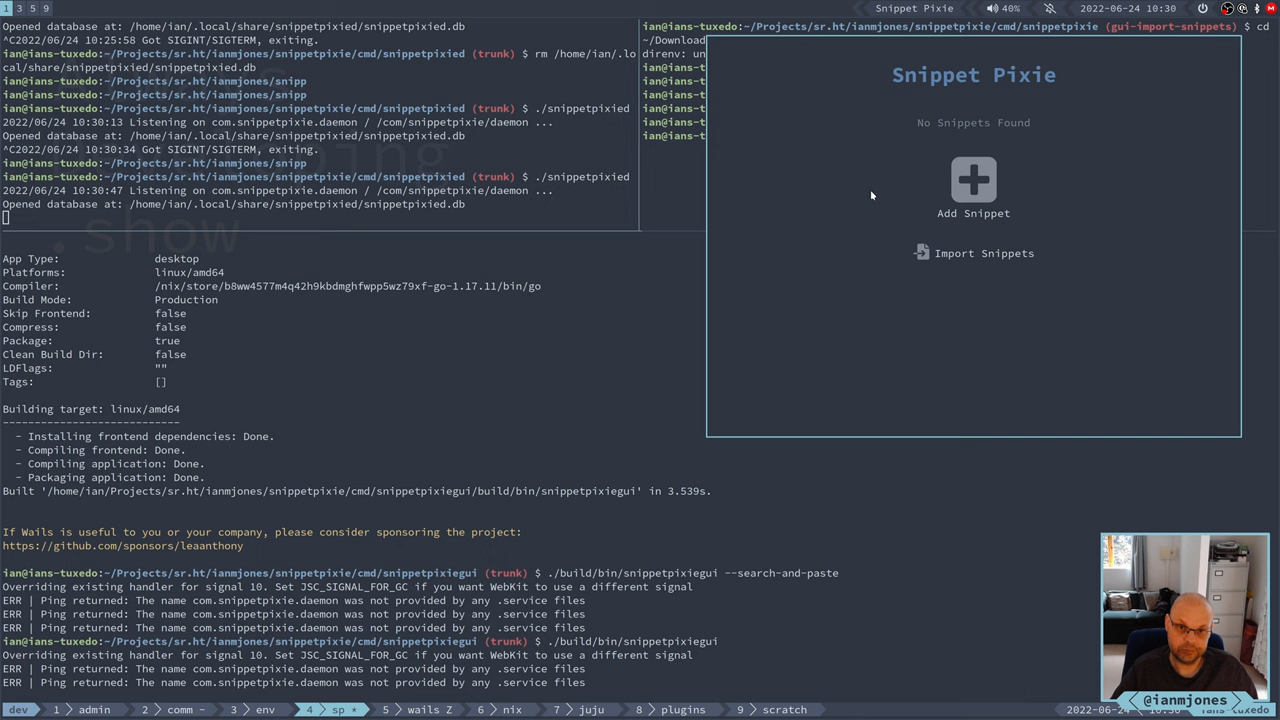 1 3 5 9
Snippet Pixie
40%
2022-06-24 10:30
Opened database at: /home/ian/.local/share/snippetpixied/snippetpixied.db
^C2022/06/24 10:25:58 Got SIGINT/SIGTERM, exiting.
ian@ians-tuxedo:~/Projects/sr.ht/ianmjones/snippetpixie/cmd/snippetpixied (trunk) $ rm /home/ian/.lo
cal/share/snippetpixied/snippetpixied.db
ian@ians-tuxedo:~/Projects/sr.ht/ianmjones/snipp
ian@ians-tuxedo:~/Projects/sr.ht/ianmjones/snipp
ian@ians-tuxedo:~/Projects/sr.ht/ianmjones/snippetpixie/cmd/snippetpixied (trunk) $ ./snippetpixied
2022/06/24 10:30:13 Listening on com.snippetpixie.daemon / /com/snippetpixie/daemon ...
Opened database at: /home/ian/.local/share/snippetpixied/snippetpixied.db
^C2022/06/24 10:30:34 Got SIGINT/SIGTERM, exiting.
ian@ians-tuxedo:~/Projects/sr.ht/ianmjones/snipp
ian@ians-tuxedo:~/Projects/sr.ht/ianmjones/snippetpixie/cmd/snippetpixied (trunk) $ ./snippetpixied
2022/06/24 10:30:47 Listening on com.snippetpixie.daemon / /com/snippetpixie/daemon ...
Opened database at: /home/ian/.local/share/snippetpixied/snippetpixied.db
.show
ian@ians-tuxedo:~/Projects/sr.ht/ianmjones/snippetpixie/cmd/snippetpixie (gui-import-snippets) $ cd
~/Download
direnv: un
ian@ians-t
ian@ians-t
ian@ians-t
ian@ians-t
ian@ians-t
ian@ians-t
Snippet Pixie
No Snippets Found
Add Snippet
Import Snippets
App Type: desktop
Platforms: linux/amd64
Compiler: /nix/store/b8ww4577m4q42h9kbdmghfwpp5wz79xf-go-1.17.11/bin/go
Build Mode: Production
Skip Frontend: false
Compress: false
Package: true
Clean Build Dir: false
LDFlags: ""
Tags: []
Building target: linux/amd64
---------------------------
- Installing frontend dependencies: Done.
- Compiling frontend: Done.
- Compiling application: Done.
- Packaging application: Done.
Built '/home/ian/Projects/sr.ht/ianmjones/snippetpixie/cmd/snippetpixiegui/build/bin/snippetpixiegui' in 3.539s.
If Wails is useful to you or your company, please consider sponsoring the project:
https://github.com/sponsors/leaanthony
ian@ians-tuxedo:~/Projects/sr.ht/ianmjones/snippetpixie/cmd/snippetpixiegui (trunk) $ ./build/bin/snippetpixiegui --search-and-paste
Overriding existing handler for signal 10. Set JSC_SIGNAL_FOR_GC if you want WebKit to use a different signal
ERR | Ping returned: The name com.snippetpixie.daemon was not provided by any .service files
ERR | Ping returned: The name com.snippetpixie.daemon was not provided by any .service files
ERR | Ping returned: The name com.snippetpixie.daemon was not provided by any .service files
ian@ians-tuxedo:~/Projects/sr.ht/ianmjones/snippetpixie/cmd/snippetpixiegui (trunk) $ ./build/bin/snippetpixiegui
Overriding existing handler for signal 10. Set JSC_SIGNAL_FOR_GC if you want WebKit to use a different signal
ERR | Ping returned: The name com.snippetpixie.daemon was not provided by any .service files
ERR | Ping returned: The name com.snippetpixie.daemon was not provided by any .service files
@ianmjones
dev 1 admin 2 comm - 3 env 4 sp * 5 wails Z 6 nix 7 juju 8 plugins 9 scratch 2022-06-24